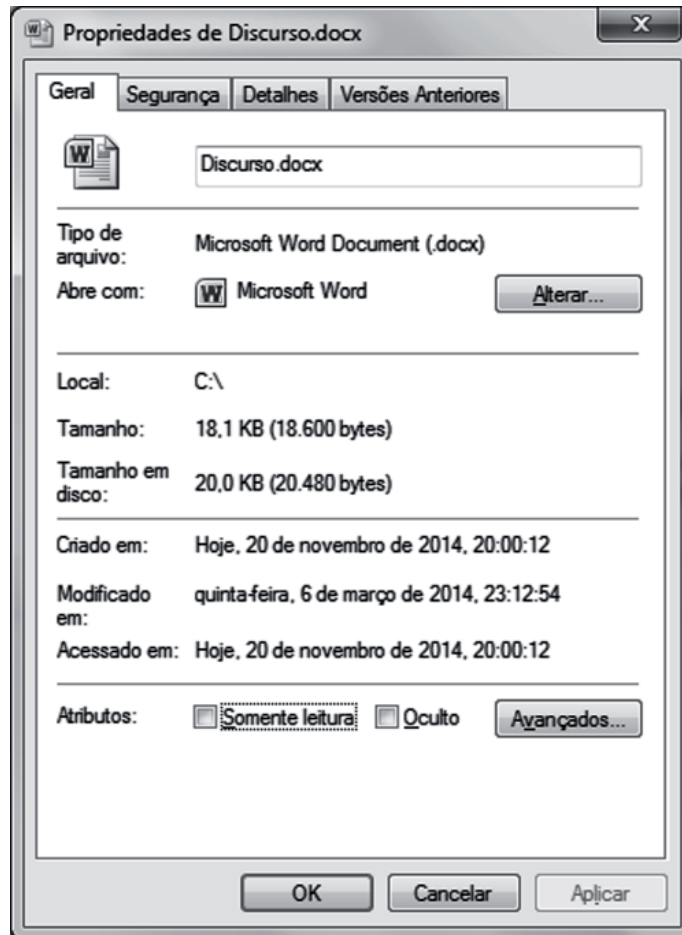 Propriedades de Discurso.docx
X
Geral Segurança Detalhes Versões Anteriores
W
Discurso.docx
Tipo de
arquivo:
Microsoft Word Document (.docx)
Abre com: W Microsoft Word Alterar...
Local: C:\
Tamanho: 18,1 KB (18.600 bytes)
Tamanho em
disco:
20,0 KB (20.480 bytes)
Criado em: Hoje, 20 de novembro de 2014, 20:00:12
Modificado
em:
quinta-feira, 6 de março de 2014, 23:12:54
Acessado em: Hoje, 20 de novembro de 2014, 20:00:12
Atributos: Somente leitura Oculto Avançados...
OK Cancelar Aplicar